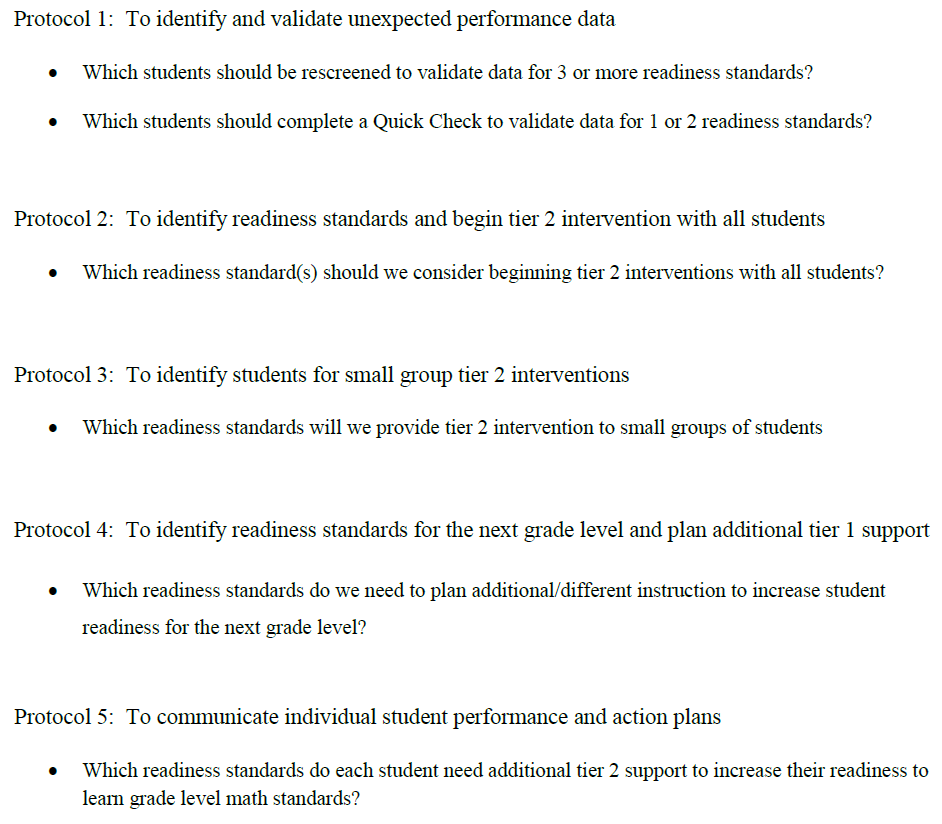 Protocol 1:  To identify and validate unexpected performance data
• Which students should be rescreened to validate data for 3 or more readiness standards?
• Which students should complete a Quick Check to validate data for 1 or 2 readiness standards?
Protocol 2:  To identify readiness standards and begin tier 2 intervention with all students
• Which readiness standard(s) should we consider beginning tier 2 interventions with all students?
Protocol 3:  To identify students for small group tier 2 interventions
• Which readiness standards will we provide tier 2 intervention to small groups of students
Protocol 4:  To identify readiness standards for the next grade level and plan additional tier 1 support
• Which readiness standards do we need to plan additional/different instruction to increase student
readiness for the next grade level?
Protocol 5:  To communicate individual student performance and action plans
• Which readiness standards do each student need additional tier 2 support to increase their readiness to
learn grade level math standards?